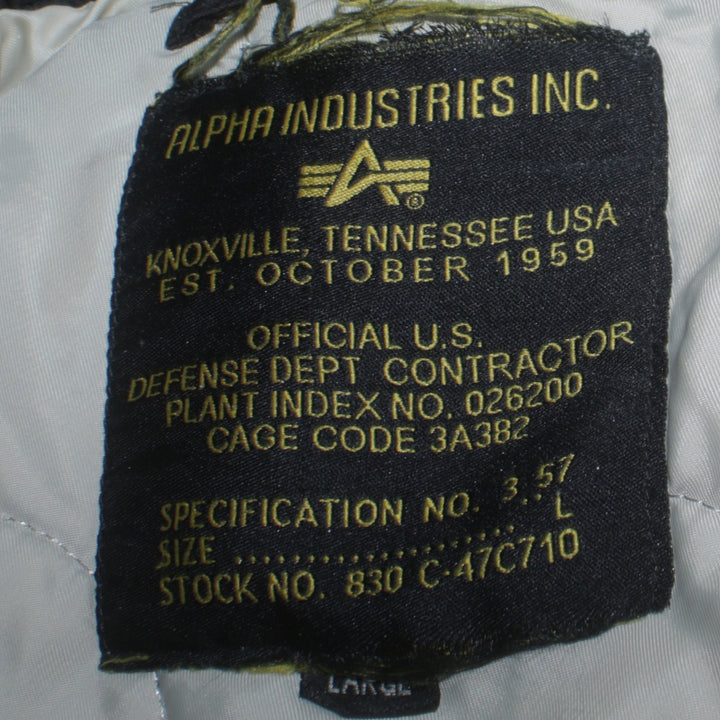 ALPHA INDUSTRIES INC.
®
KNOXVILLE, TENNESSEE USA
EST. OCTOBER 1959
OFFICIAL U.S.
DEFENSE DEPT CONTRACTOR
PLANT INDEX NO. 026200
CAGE CODE 3A382
SPECIFICATION NO. 3.57
SIZE ...................... L
STOCK NO. 830 C-47C710
LARGE